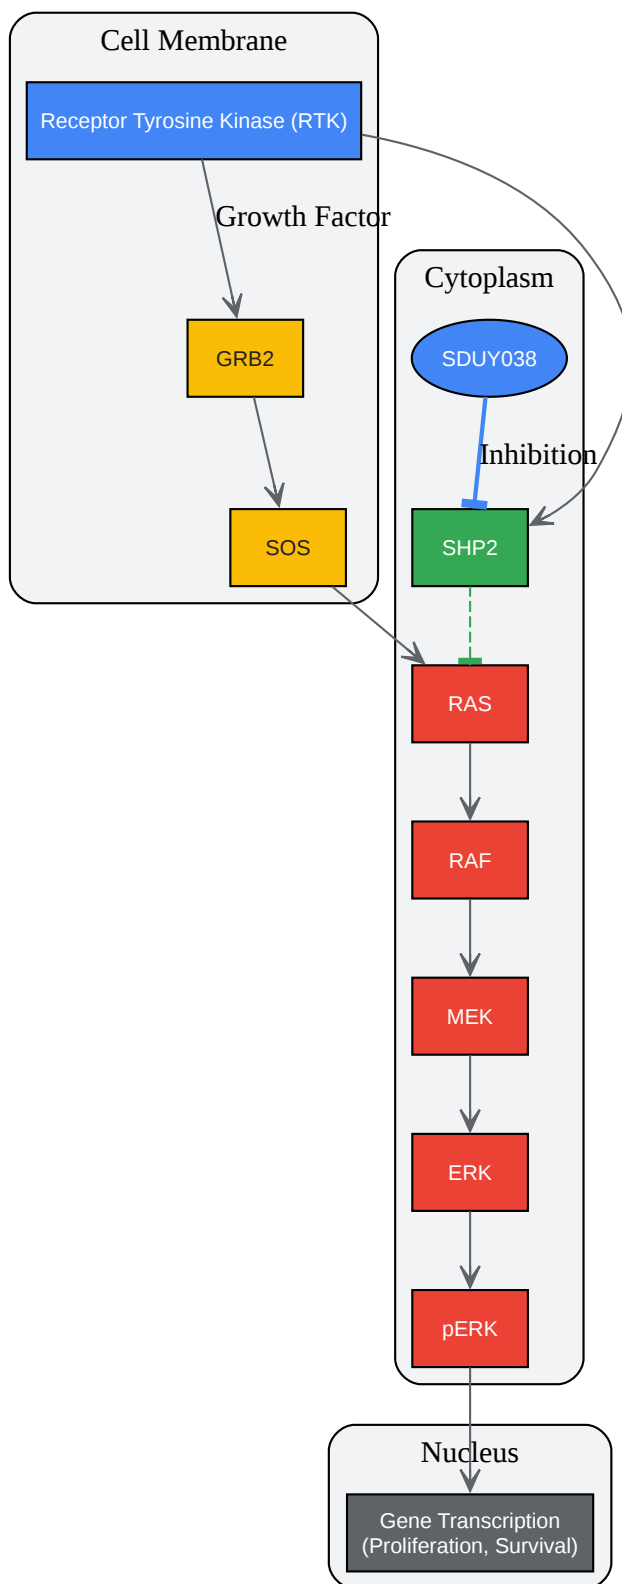 Cell Membrane
Receptor Tyrosine Kinase (RTK)
Growth Factor
GRB2
SOS
Cytoplasm
SDUY038
Inhibition
SHP2
RAS
RAF
MEK
ERK
pERK
Nucleus
Gene Transcription
(Proliferation, Survival)